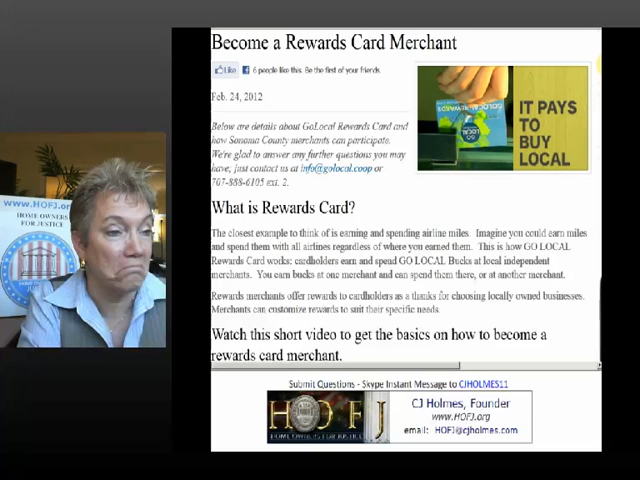 Become a Rewards Card Merchant
Like 6 people like this. Be the first of your friends.
Feb. 24, 2012
IT PAYS
TO
BUY
LOCAL
Below are details about GoLocal Rewards Card and
how Sonoma County merchants can participate.
We're glad to answer any further questions you may
have, just contact us at info@golocal.coop or
707-888-6105 ext. 2.
www.HOFJ.
HOME OWNERS
FOR JUSTICE
What is Rewards Card?
The closest example to think of is earning and spending airline miles. Imagine you could earn miles
and spend them with all airlines regardless of where you earned them. This is how GO LOCAL
Rewards Card works: cardholders earn and spend GO LOCAL Bucks at local independent
merchants. You earn bucks at one merchant and can spend them there, or at another merchant.
Rewards merchants offer rewards to cardholders as a thanks for choosing locally owned businesses.
Merchants can customize rewards to suit their specific needs.
Watch this short video to get the basics on how to become a
rewards card merchant.
Submit Questions - Skype Instant Message to CJHOLMES11
HOFJ
HOME OWNERS FOR JUSTICE
CJ Holmes, Founder
www.HOFJ.org
email: HOFJ@cjholmes.com